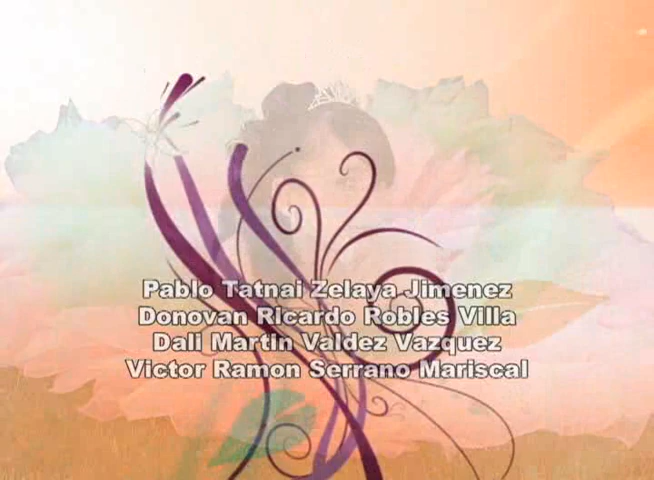 Pablo Tatnai Zelaya Jimenez
Donovan Ricardo Robles Villa
Dali Martin Valdez Vazquez
Victor Ramon Serrano Mariscal